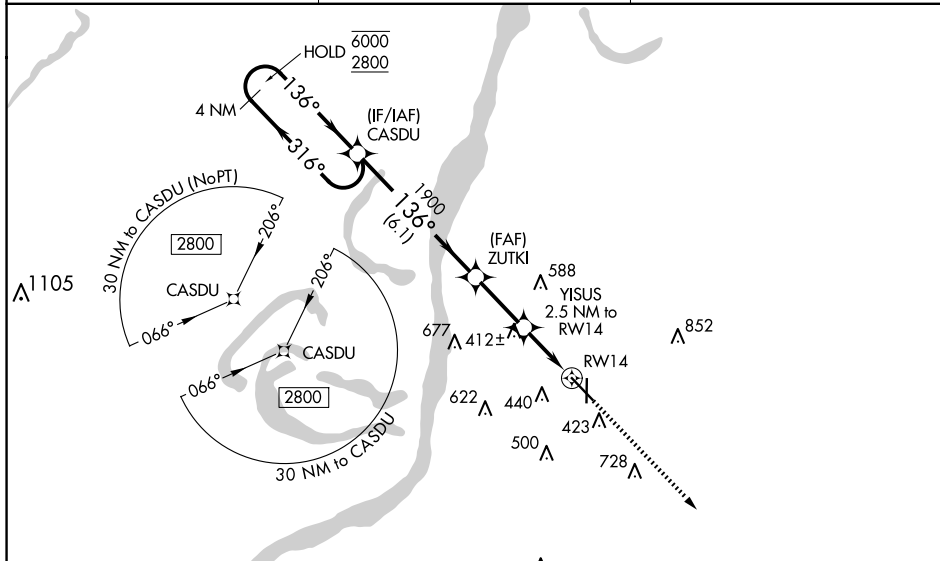 HOLD 6000
2800
136°
4 NM
316°
(IF/IAF)
CASDU
1900
136°
(6.1)
30 NM to CASDU (NoPT)
206°
2800
CASDU
066°
1105
(FAF)
ZUTKI
588
YISUS
2.5 NM to
RW14
852
206°
CASDU
066°
2800
30 NM to CASDU
677
412±
RW14
622
440
423
500
728